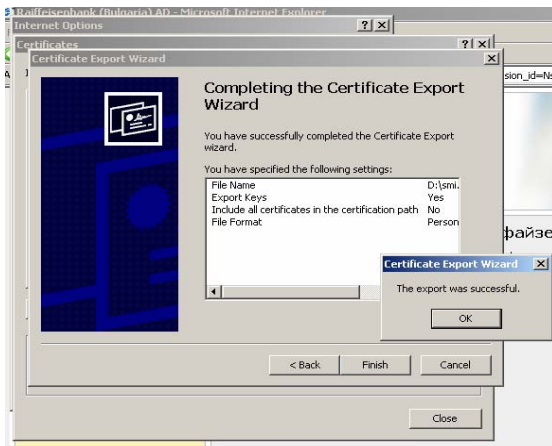 Raiffeisenbank (Bulgaria) AD - Microsoft Internet Explorer
Internet Options
Certificates
Certificate Export Wizard
sion_id=Ns
Completing the Certificate Export
Wizard
You have successfully completed the Certificate Export
wizard.
You have specified the following settings:
File Name D:\smi.
Export Keys Yes
Include all certificates in the certification path No
File Format Person
файзе
Certificate Export Wizard
The export was successful.
OK
< Back Finish Cancel
Close